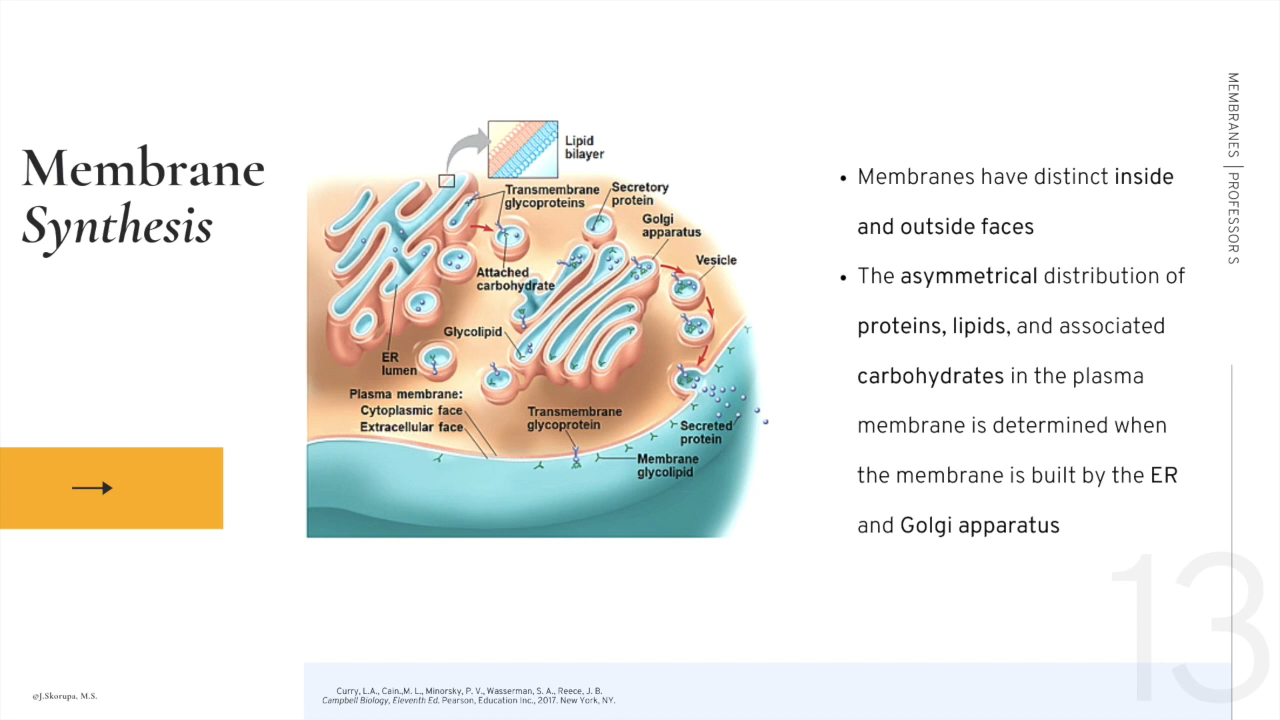 Membrane
Synthesis
Lipid
bilayer
Transmembrane
glycoproteins
Secretory
protein
Golgi
apparatus
Vesicle
Attached
carbohydrate
Glycolipid
ER
lumen
Plasma membrane:
Cytoplasmic face
Extracellular face
Transmembrane
glycoprotein
Secreted
protein
Membrane
glycolipid
• Membranes have distinct inside
and outside faces
• The asymmetrical distribution of
proteins, lipids, and associated
carbohydrates in the plasma
membrane is determined when
the membrane is built by the ER
and Golgi apparatus
MEMBRANES | PROFESSORS
13
@J.Skorupa, M.S.
Curry, L.A., Cain.,M. L., Minorsky, P. V., Wasserman, S. A., Reece, J. B.
Campbell Biology, Eleventh Ed. Pearson, Education Inc., 2017. New York, NY.